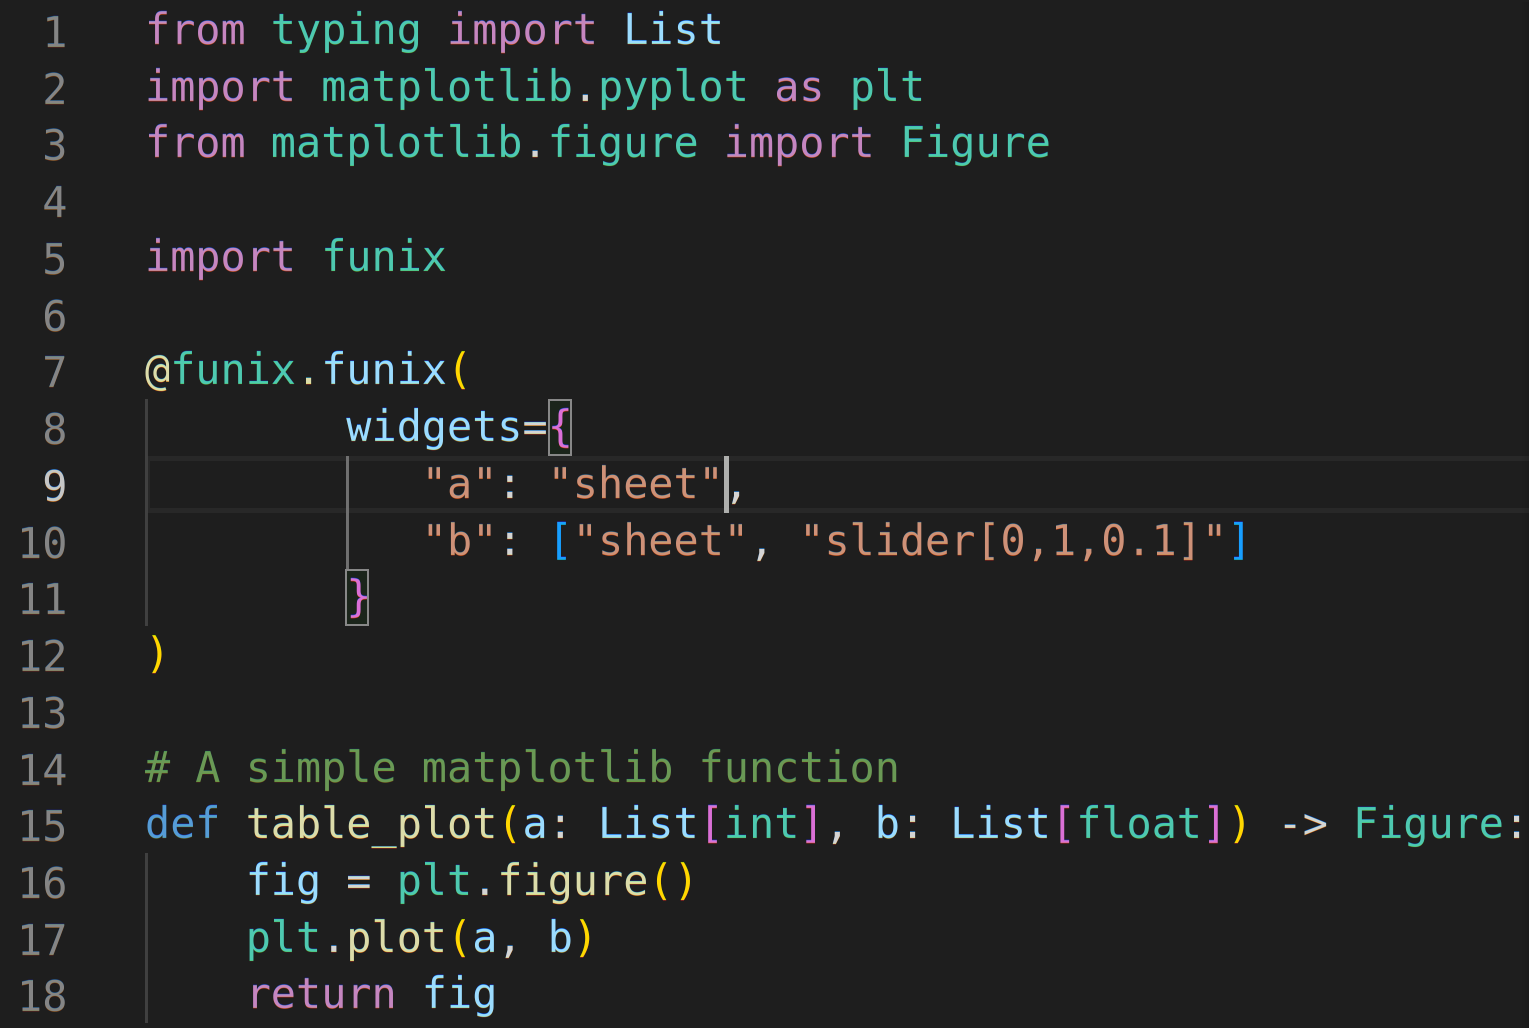 1 from typing import List
2 import matplotlib.pyplot as plt
3 from matplotlib.figure import Figure
4
5 import funix
6
7 @funix.funix(
8         widgets={
9            "a": "sheet",
10            "b": ["sheet", "slider[0,1,0.1]"]
11         }
12 )
13
14 # A simple matplotlib function
15 def table_plot(a: List[int], b: List[float]) -> Figure:
16     fig = plt.figure()
17     plt.plot(a, b)
18     return fig